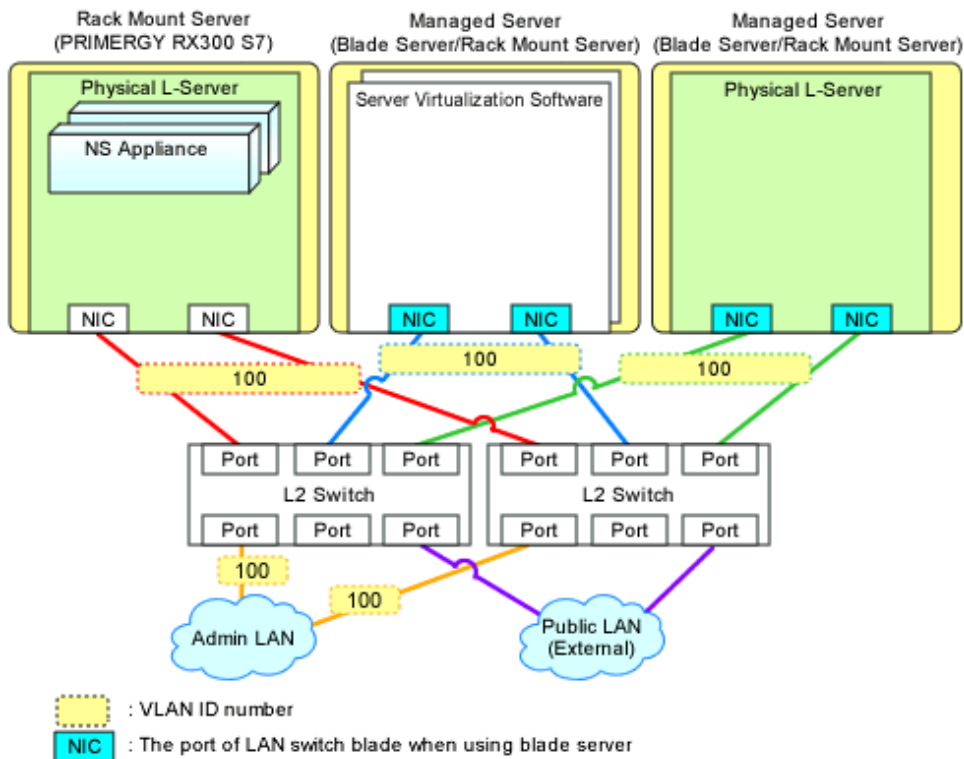 Rack Mount Server
(PRIMERGY RX300 S7)
Managed Server
(Blade Server/Rack Mount Server)
Managed Server
(Blade Server/Rack Mount Server)
Physical L-Server
NS Appliance
Server Virtualization Software
Physical L-Server
NIC
NIC
NIC
NIC
NIC
NIC
100
100
100
Port
Port
Port
Port
Port
Port
L2 Switch
L2 Switch
Port
Port
Port
Port
Port
Port
100
100
Admin LAN
Public LAN
(External)
: VLAN ID number
NIC : The port of LAN switch blade when using blade server